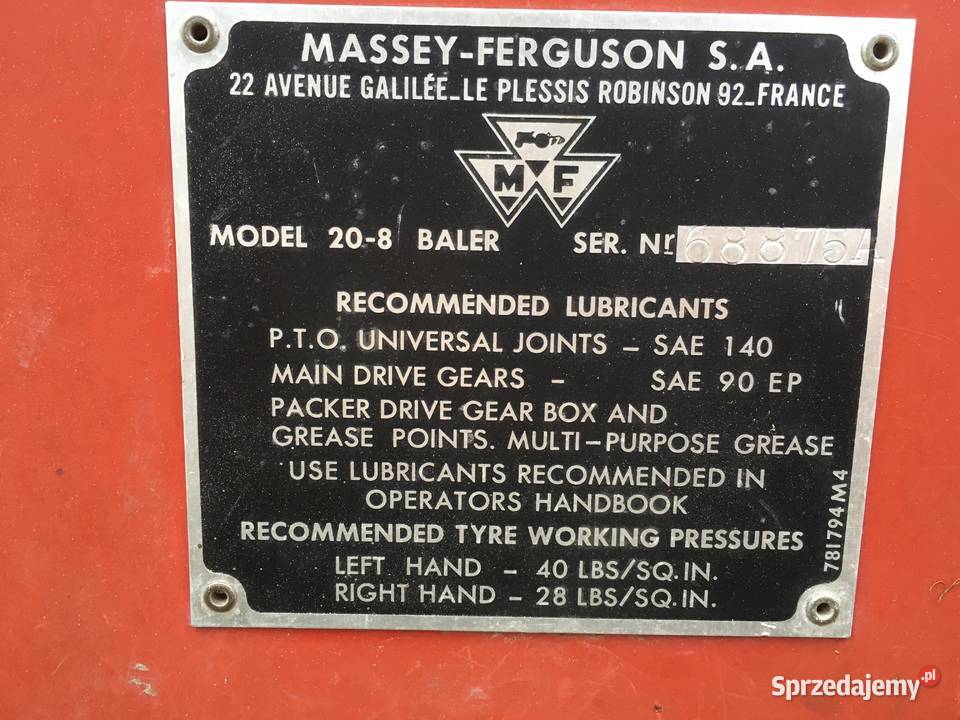 MASSEY-FERGUSON S.A.
22 AVENUE GALILÉE_LE PLESSIS ROBINSON 92_FRANCE
M F
MODEL 20-8 BALER SER. Nr 68875A
RECOMMENDED LUBRICANTS
P.T.O. UNIVERSAL JOINTS – SAE 140
MAIN DRIVE GEARS – SAE 90 EP
PACKER DRIVE GEAR BOX AND
GREASE POINTS. MULTI–PURPOSE GREASE
USE LUBRICANTS RECOMMENDED IN
OPERATORS HANDBOOK
RECOMMENDED TYRE WORKING PRESSURES
LEFT HAND – 40 LBS/SQ.IN.
RIGHT HAND – 28 LBS/SQ.IN.
781794M4
Sprzedajemy.pl